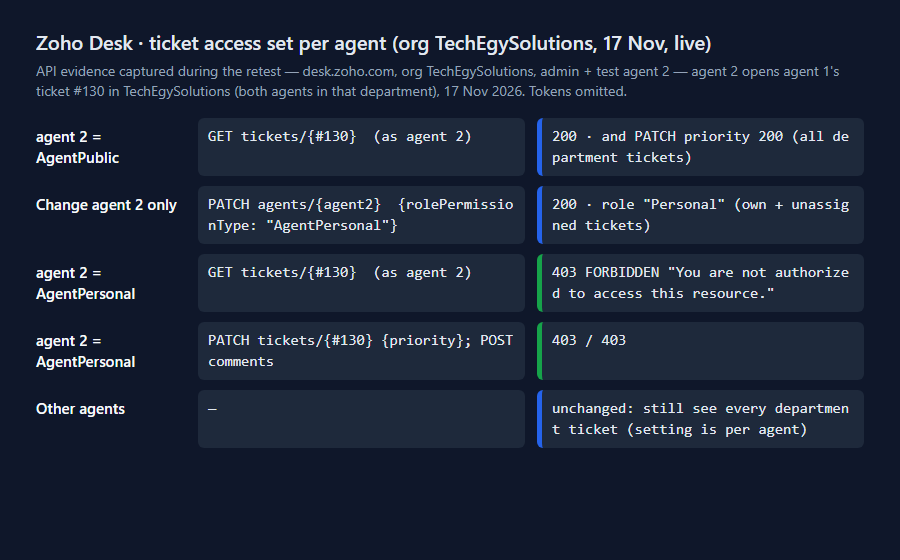 Zoho Desk · ticket access set per agent (org TechEgySolutions, 17 Nov, live)
API evidence captured during the retest — desk.zoho.com, org TechEgySolutions, admin + test agent 2 — agent 2 opens agent 1's
ticket #130 in TechEgySolutions (both agents in that department), 17 Nov 2026. Tokens omitted.
agent 2 =
AgentPublic
GET tickets/{#130}  (as agent 2)
200 · and PATCH priority 200 (all de
partment tickets)
Change agent 2 only
PATCH agents/{agent2}  {rolePermissio
nType: "AgentPersonal"}
200 · role "Personal" (own + unassig
ned tickets)
agent 2 =
AgentPersonal
GET tickets/{#130}  (as agent 2)
403 FORBIDDEN "You are not authorize
d to access this resource."
agent 2 =
AgentPersonal
PATCH tickets/{#130} {priority}; POST
comments
403 / 403
Other agents
—
unchanged: still see every departmen
t ticket (setting is per agent)